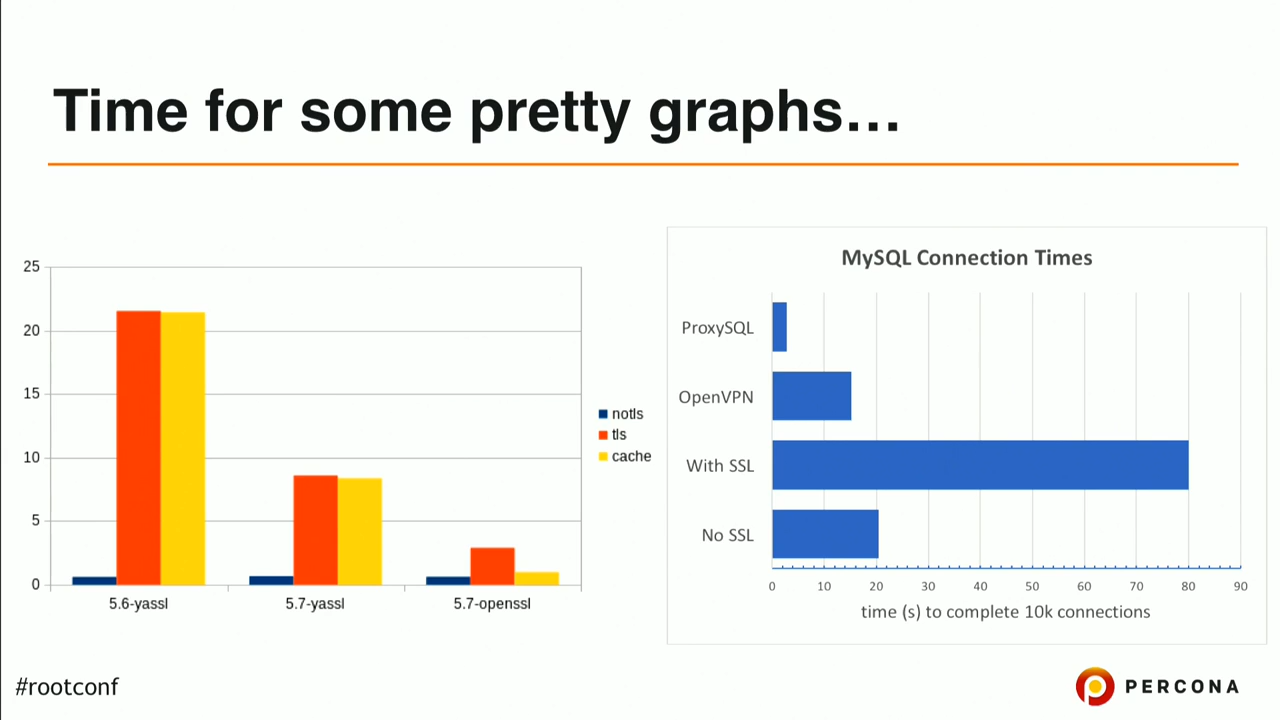 Time for some pretty graphs...
25
20
15
10
5
0
5.6-yassl
5.7-yassl
5.7-openssl
notls
tls
cache
MySQL Connection Times
ProxySQL
OpenVPN
With SSL
No SSL
0 10 20 30 40 50 60 70 80 90
time (s) to complete 10k connections
#rootconf
PERCONA